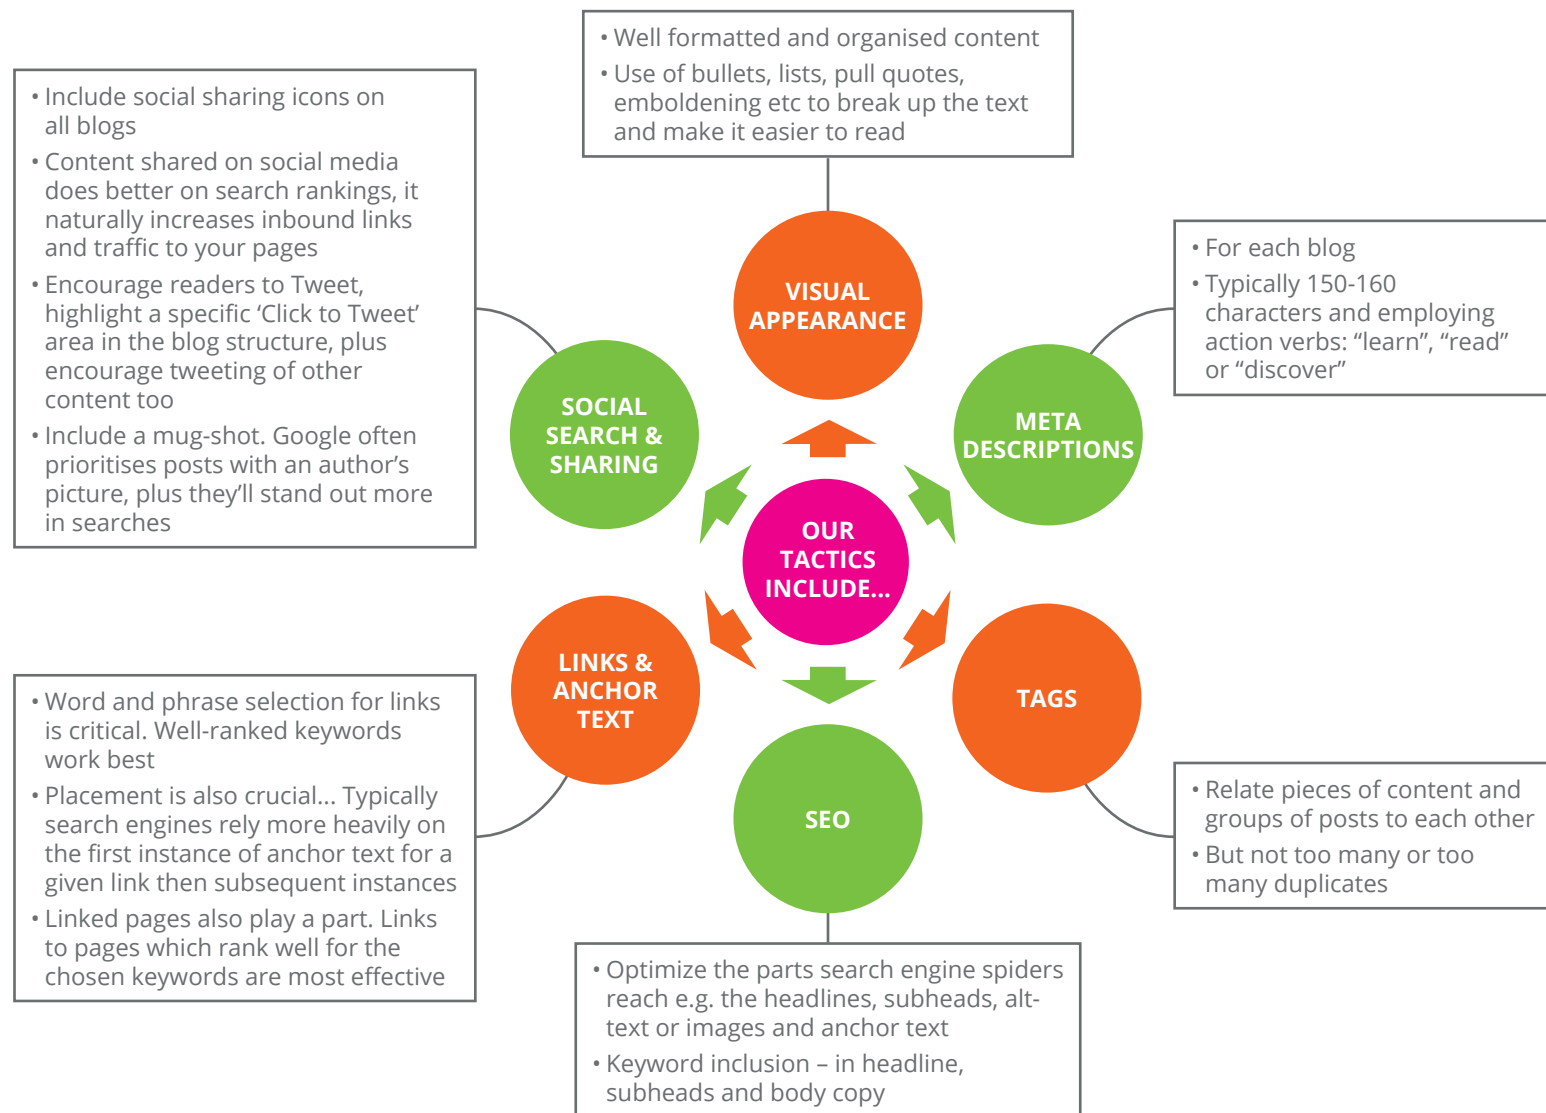 • Well formatted and organised content
• Use of bullets, lists, pull quotes,
emboldening etc to break up the text
and make it easier to read
• Include social sharing icons on
all blogs
• Content shared on social media
does better on search rankings, it
naturally increases inbound links
and traffic to your pages
• Encourage readers to Tweet,
highlight a specific ‘Click to Tweet’
area in the blog structure, plus
encourage tweeting of other
content too
• Include a mug-shot. Google often
prioritises posts with an author’s
picture, plus they’ll stand out more
in searches
VISUAL
APPEARANCE
• For each blog
• Typically 150-160
characters and employing
action verbs: “learn”, “read”
or “discover”
SOCIAL
SEARCH &
SHARING
META
DESCRIPTIONS
OUR
TACTICS
INCLUDE...
LINKS &
ANCHOR
TEXT
TAGS
SEO
• Word and phrase selection for links
is critical. Well-ranked keywords
work best
• Placement is also crucial... Typically
search engines rely more heavily on
the first instance of anchor text for a
given link then subsequent instances
• Linked pages also play a part. Links
to pages which rank well for the
chosen keywords are most effective
• Relate pieces of content and
groups of posts to each other
• But not too many or too
many duplicates
• Optimize the parts search engine spiders
reach e.g. the headlines, subheads, alt-
text or images and anchor text
• Keyword inclusion – in headline,
subheads and body copy